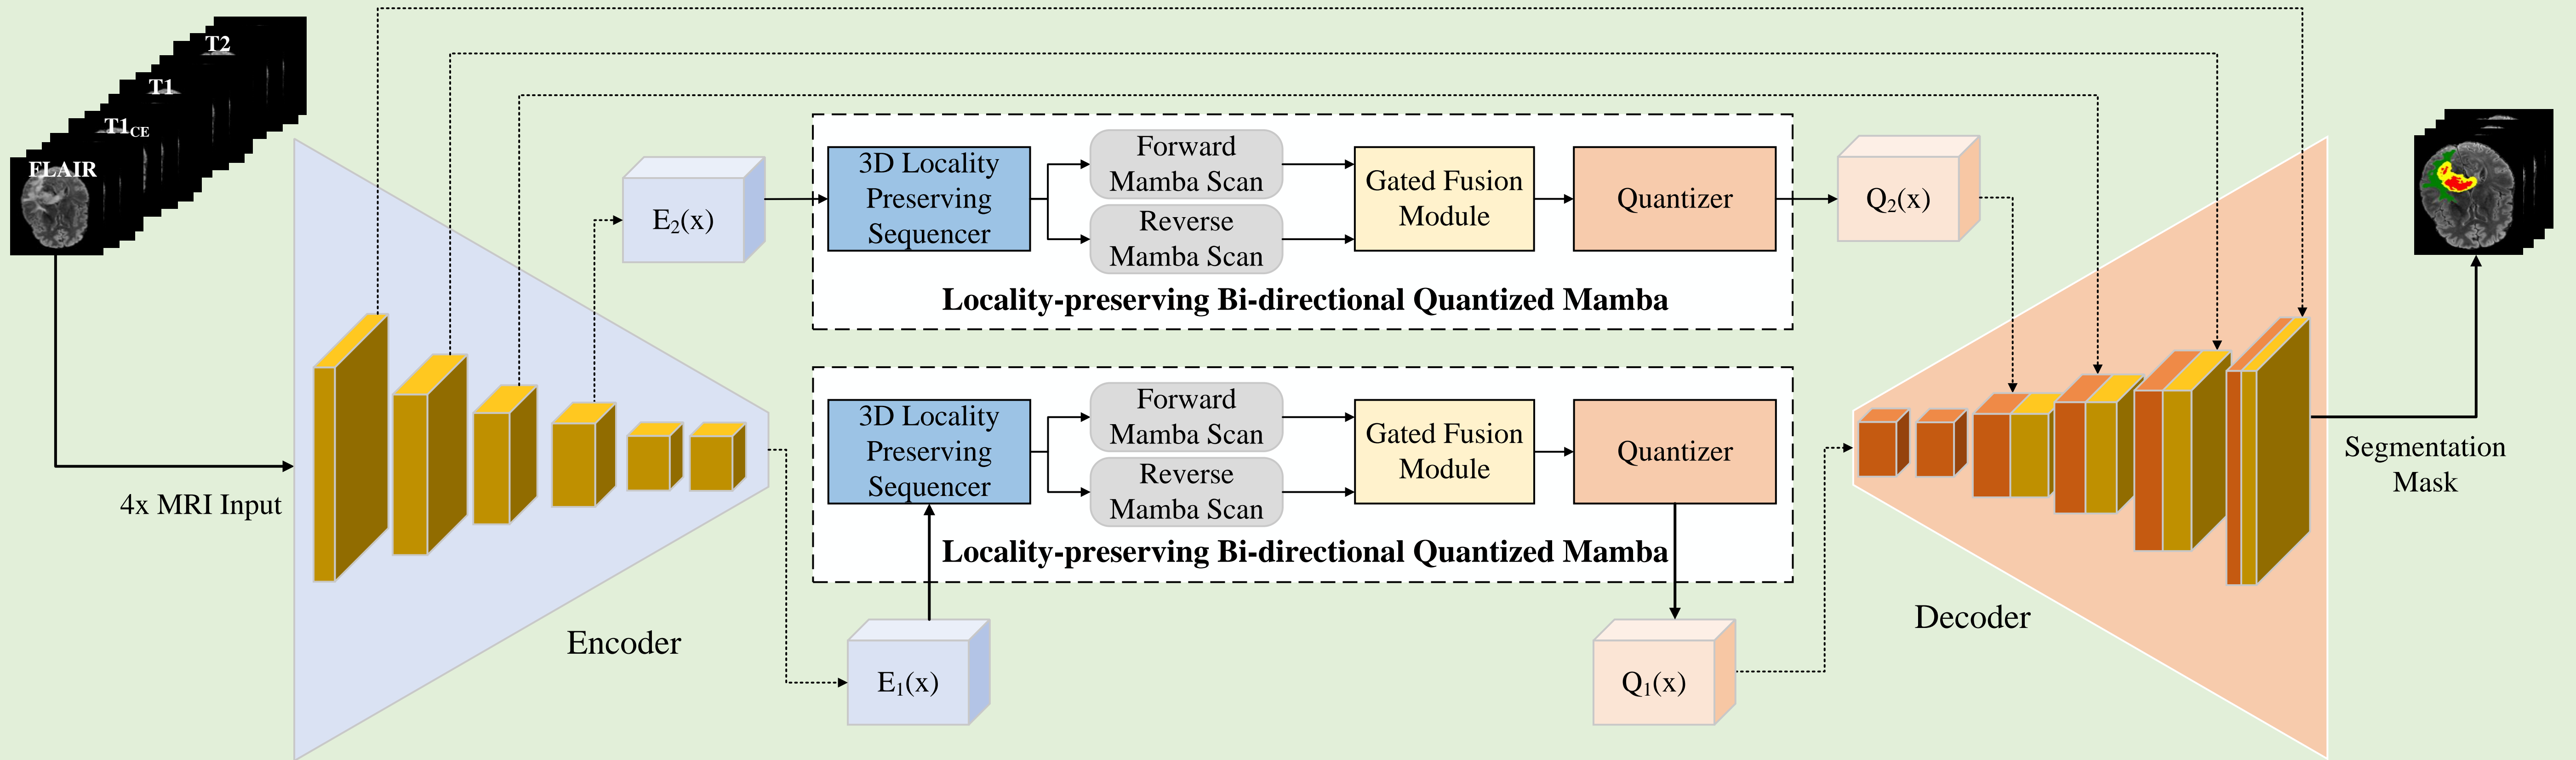 T2
T1
T1CE
FLAIR
4x MRI Input
Encoder
E2(x)
3D Locality
Preserving
Sequencer
Forward
Mamba Scan
Reverse
Mamba Scan
Gated Fusion
Module
Quantizer
Locality-preserving Bi-directional Quantized Mamba
Q2(x)
3D Locality
Preserving
Sequencer
Forward
Mamba Scan
Reverse
Mamba Scan
Gated Fusion
Module
Quantizer
Locality-preserving Bi-directional Quantized Mamba
E1(x)
Q1(x)
Decoder
Segmentation
Mask